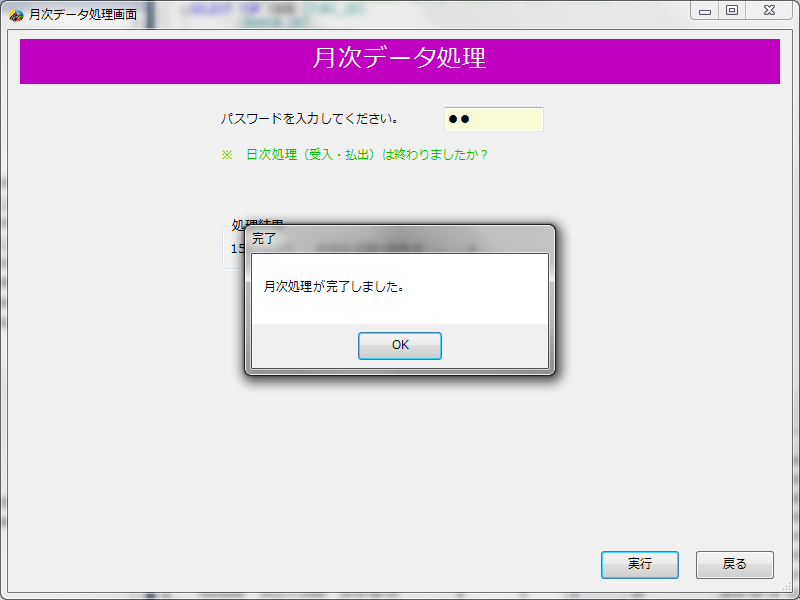 月次データ処理画面
月次データ処理
パスワードを入力してください。
●●
※ 日次処理（受入・払出）は終わりましたか？
処理結果
15
完了
月次処理が完了しました。
OK
実行
戻る